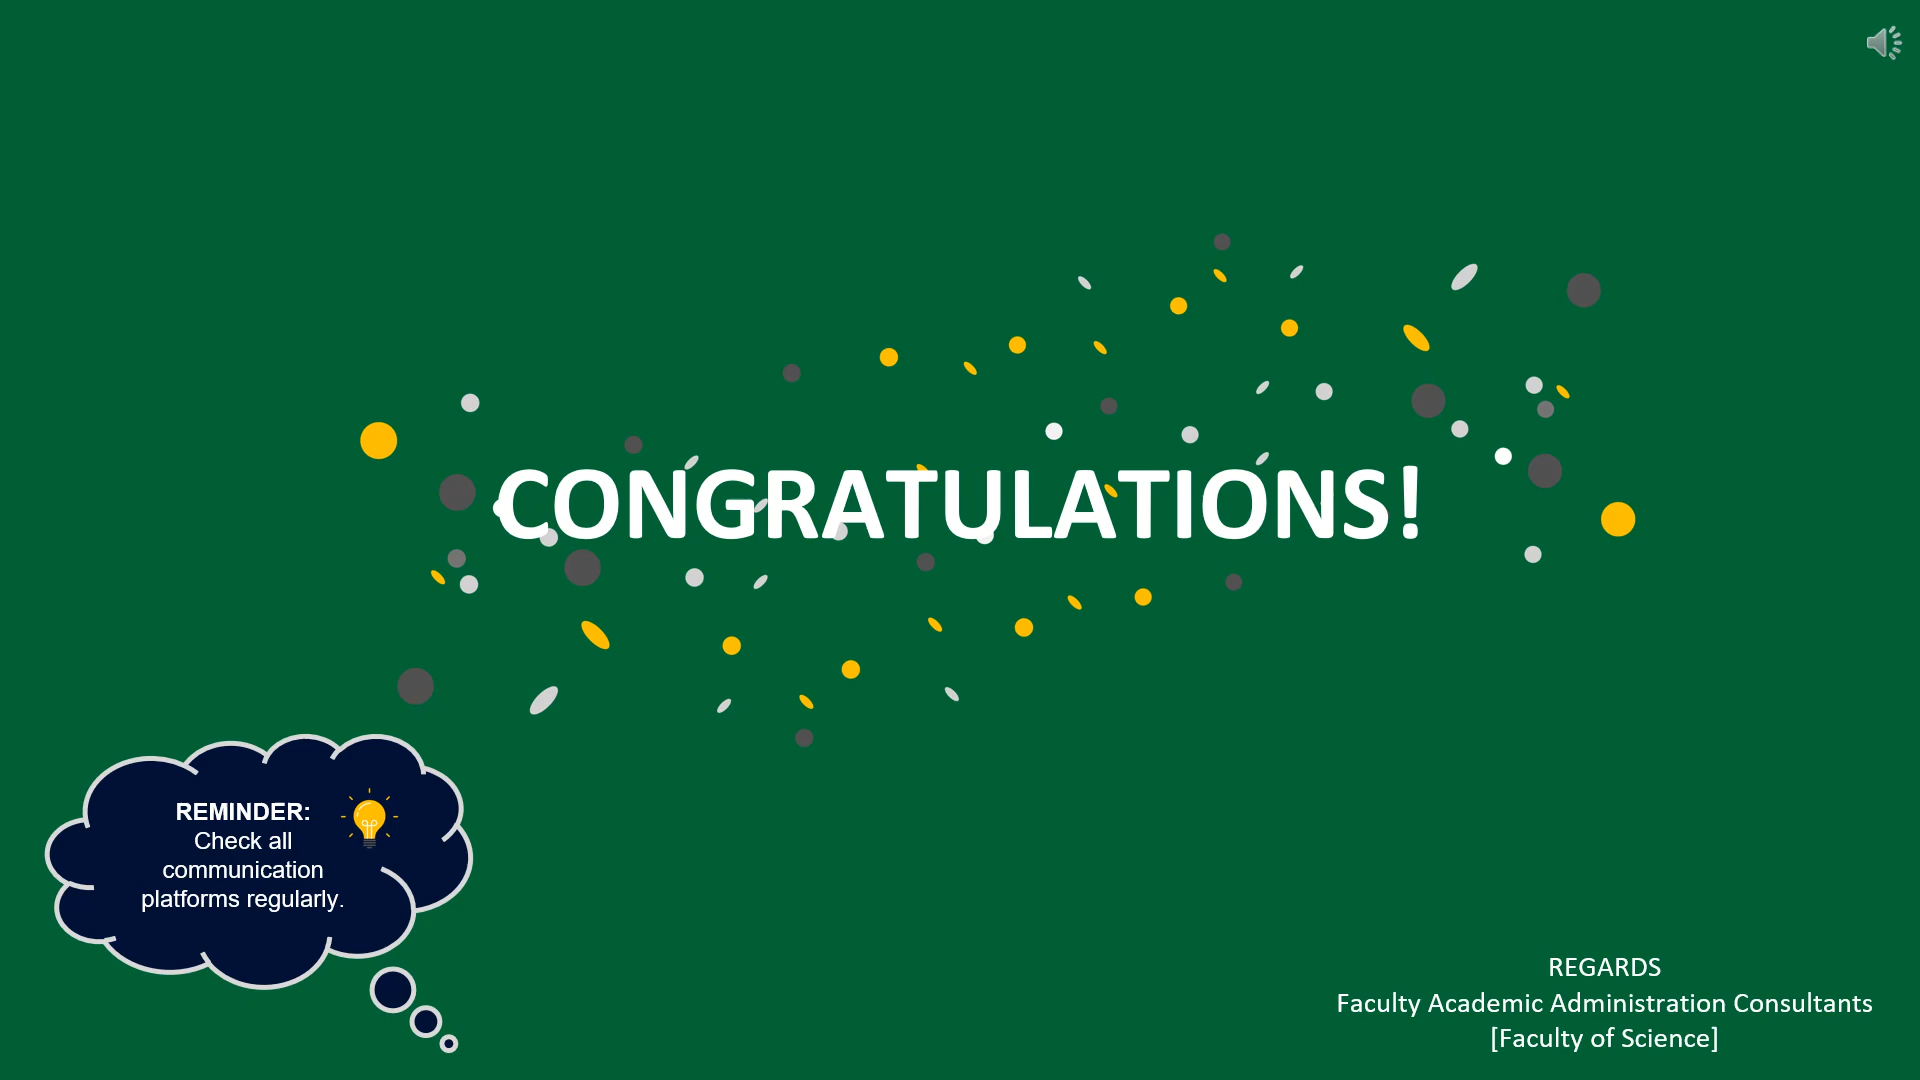 CONGRATULATIONS!
REMINDER:
Check all
communication
platforms regularly.
REGARDS
Faculty Academic Administration Consultants
[Faculty of Science]